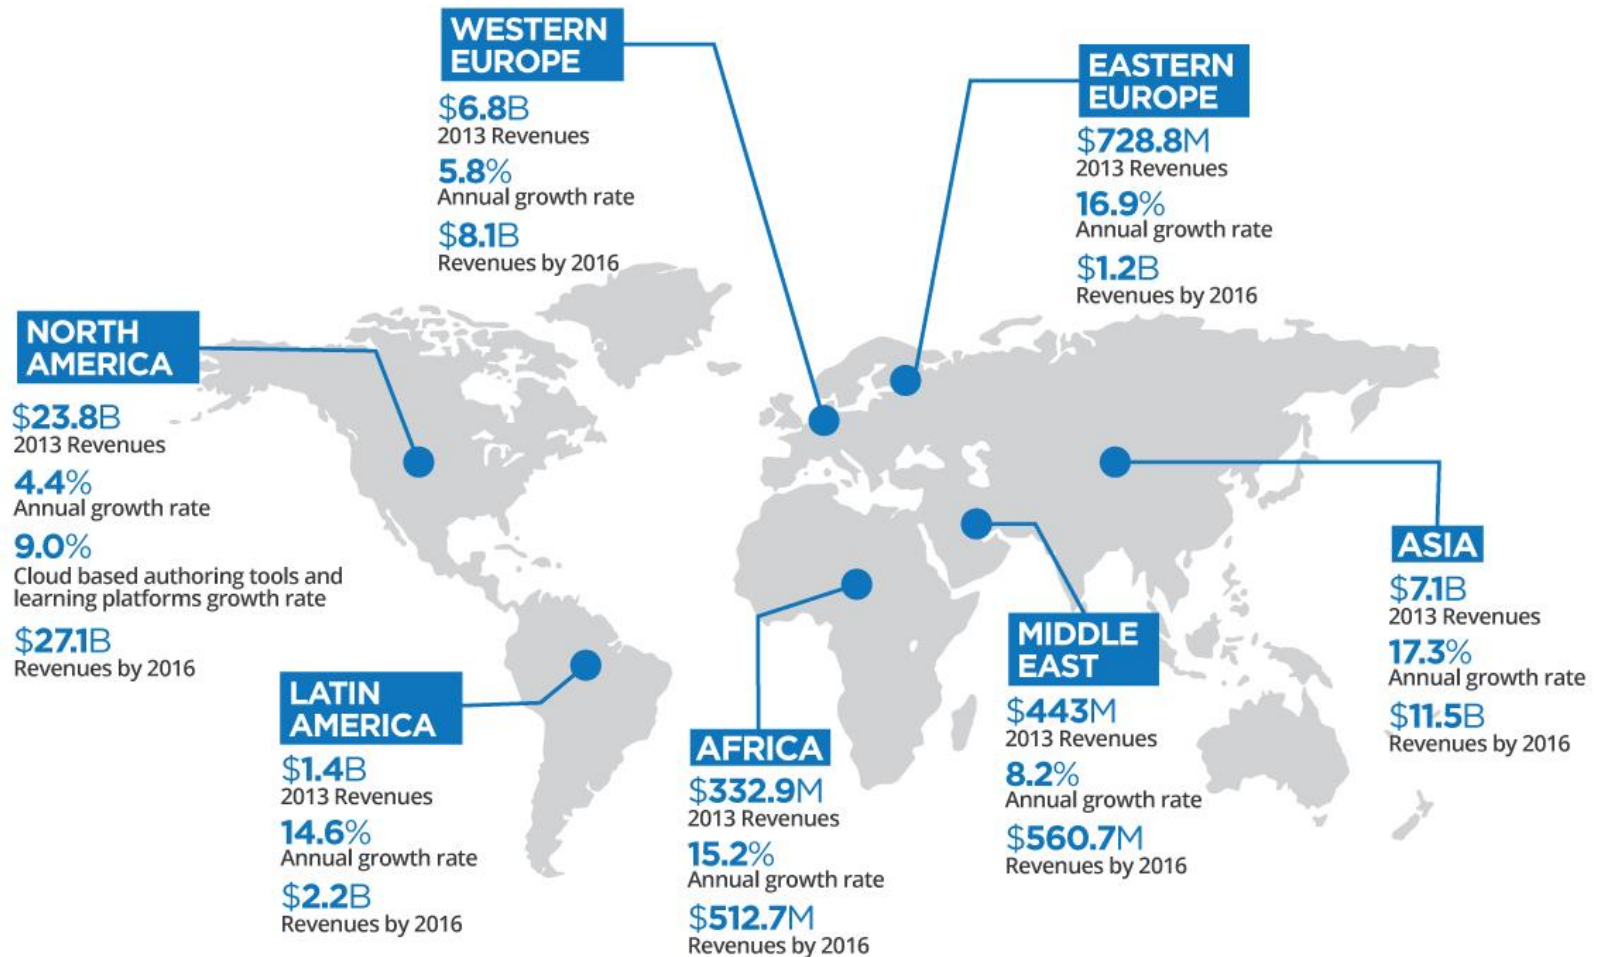 WESTERN
EUROPE
$6.8B
2013 Revenues
5.8%
Annual growth rate
$8.1B
Revenues by 2016
EASTERN
EUROPE
$728.8M
2013 Revenues
16.9%
Annual growth rate
$1.2B
Revenues by 2016
NORTH
AMERICA
$23.8B
2013 Revenues
4.4%
Annual growth rate
9.0%
Cloud based authoring tools and
learning platforms growth rate
$27.1B
Revenues by 2016
LATIN
AMERICA
$1.4B
2013 Revenues
14.6%
Annual growth rate
$2.2B
Revenues by 2016
AFRICA
$332.9M
2013 Revenues
15.2%
Annual growth rate
$512.7M
Revenues by 2016
MIDDLE
EAST
$443M
2013 Revenues
8.2%
Annual growth rate
$560.7M
Revenues by 2016
ASIA
$7.1B
2013 Revenues
17.3%
Annual growth rate
$11.5B
Revenues by 2016